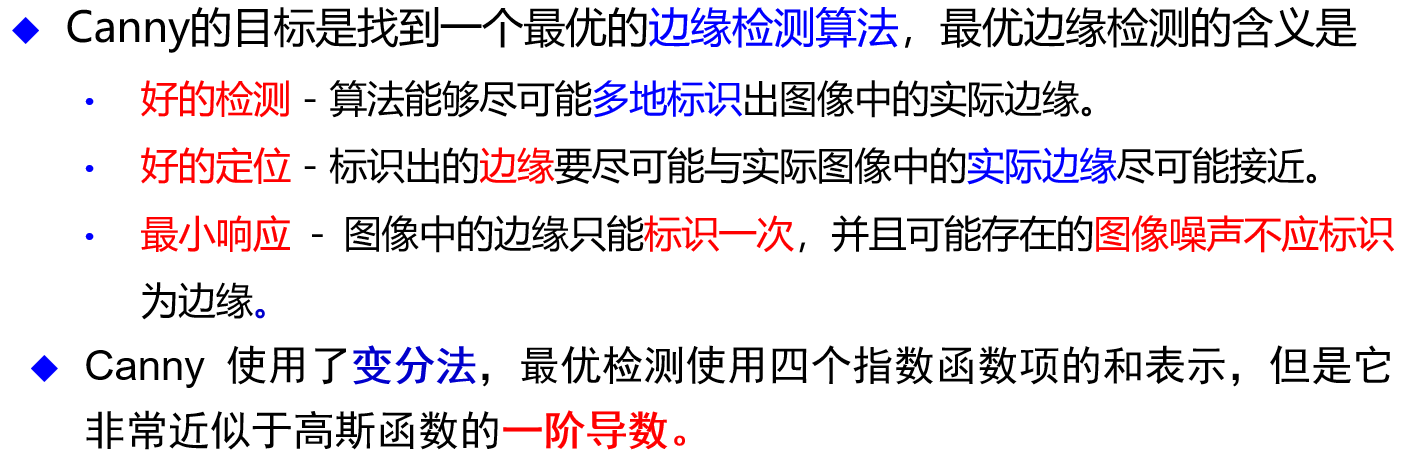 ◆ Canny的目标是找到一个最优的边缘检测算法，最优边缘检测的含义是
• 好的检测 - 算法能够尽可能多地标识出图像中的实际边缘。
• 好的定位 - 标识出的边缘要尽可能与实际图像中的实际边缘尽可能接近。
• 最小响应 - 图像中的边缘只能标识一次，并且可能存在的图像噪声不应标识
为边缘。
◆ Canny 使用了变分法，最优检测使用四个指数函数项的和表示，但是它
非常近似于高斯函数的一阶导数。